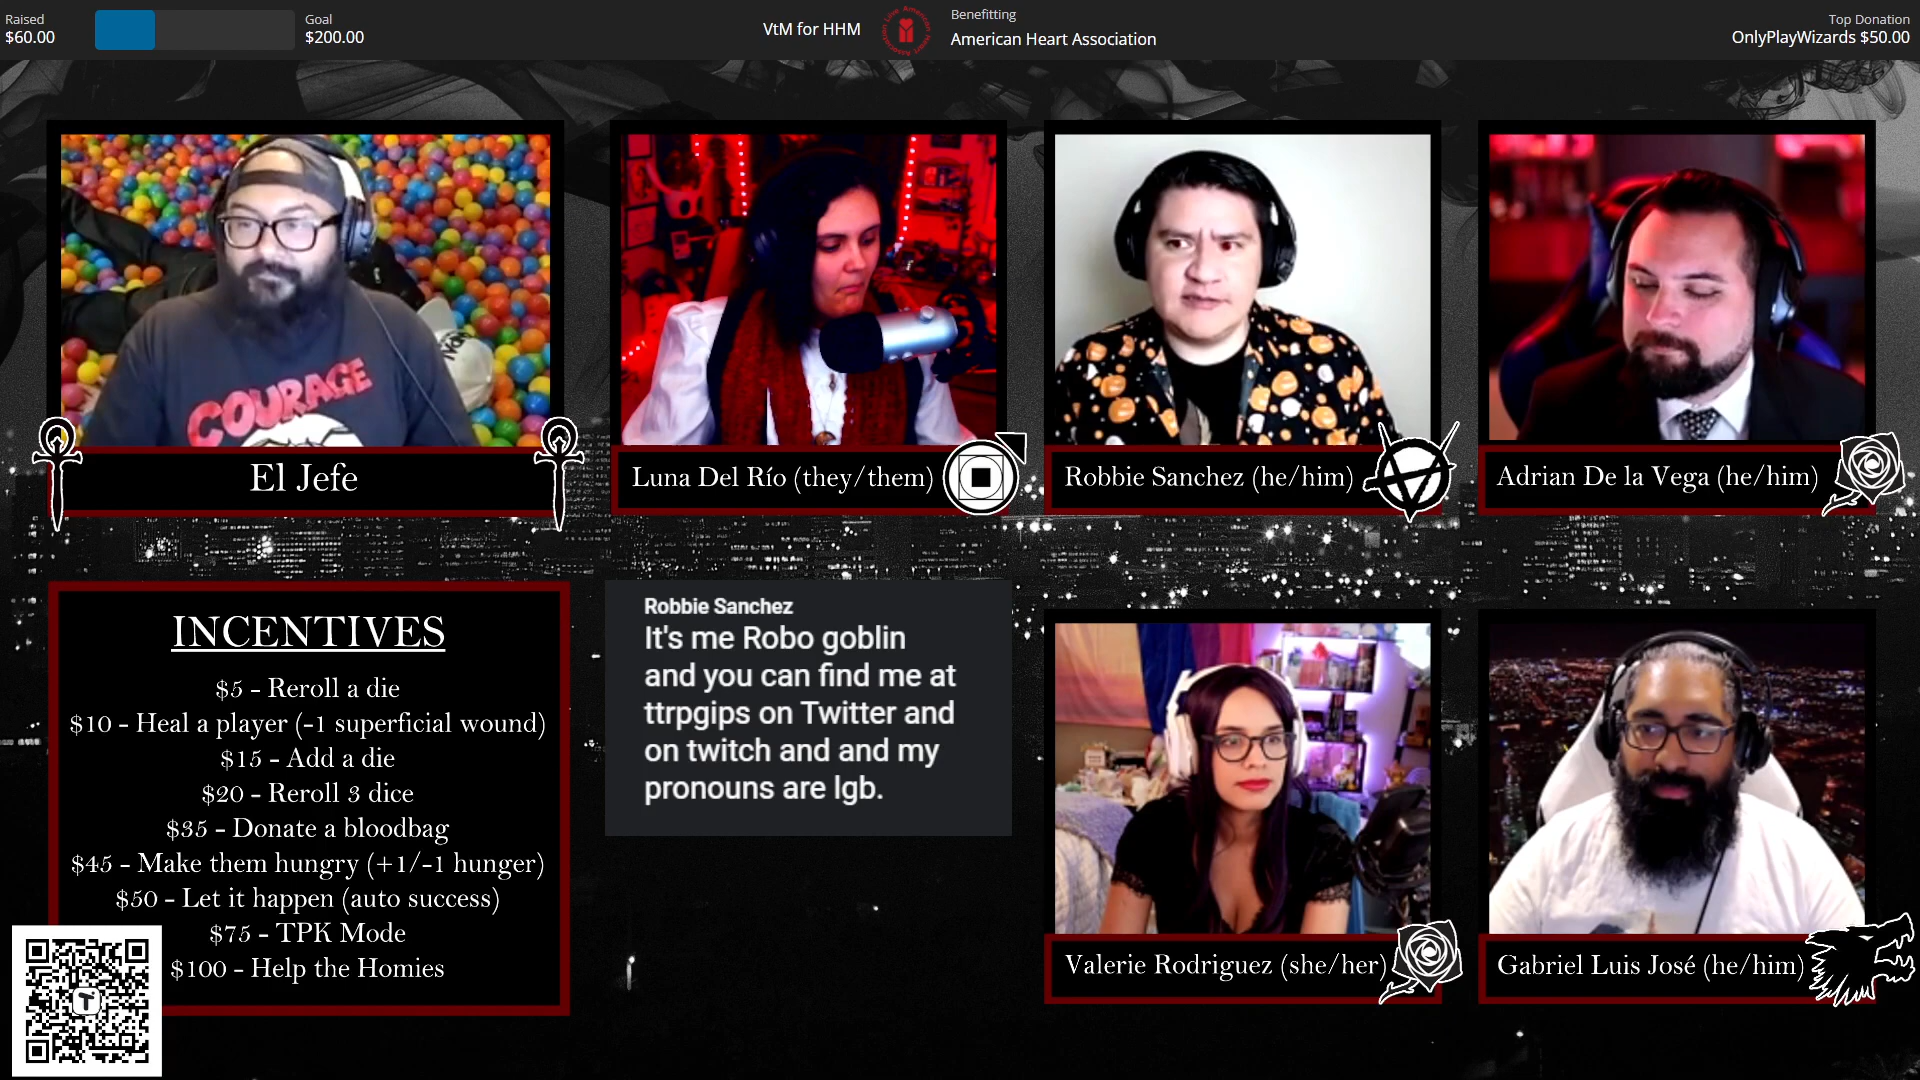 Raised
$60.00
Goal
$200.00
VtM for HHM
Benefitting
American Heart Association
Top Donation
OnlyPlayWizards $50.00
COURAGE
El Jefe
Luna Del Río (they/them)
Robbie Sanchez (he/him)
Adrian De la Vega (he/him)
INCENTIVES
$5 - Reroll a die
$10 - Heal a player (-1 superficial wound)
$15 - Add a die
$20 - Reroll 3 dice
$35 - Donate a bloodbag
$45 - Make them hungry (+1/-1 hunger)
$50 - Let it happen (auto success)
$75 - TPK Mode
$100 - Help the Homies
T
Robbie Sanchez
It's me Robo goblin
and you can find me at
ttrpgips on Twitter and
on twitch and and my
pronouns are lgb.
Valerie Rodriguez (she/her)
Gabriel Luis José (he/him)